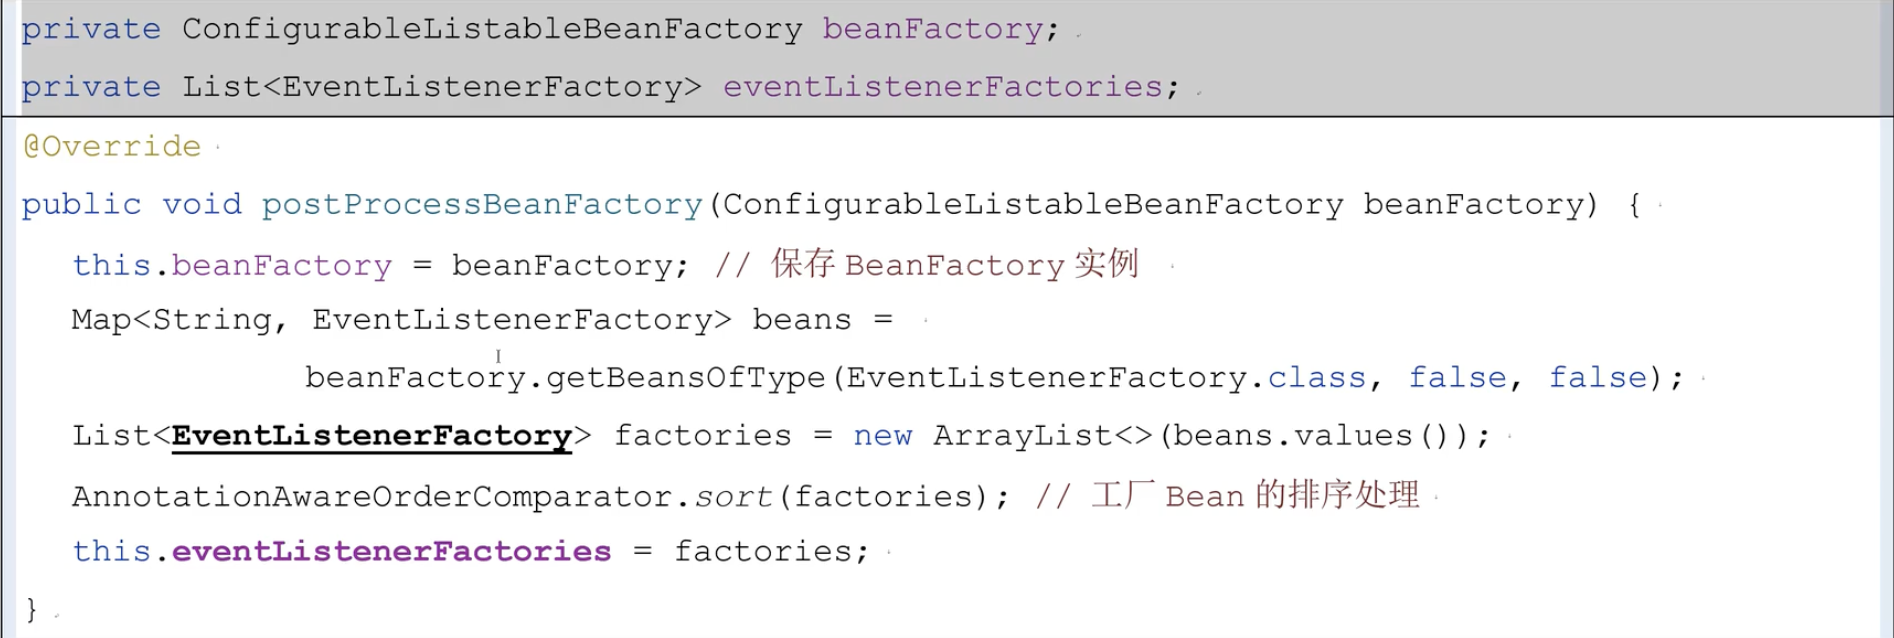 private ConfigurableListableBeanFactory beanFactory;
private List<EventListenerFactory> eventListenerFactories;
@Override
public void postProcessBeanFactory(ConfigurableListableBeanFactory beanFactory) {
this.beanFactory = beanFactory; // 保存 BeanFactory 实例
Map<String, EventListenerFactory> beans =
beanFactory.getBeansOfType(EventListenerFactory.class, false, false);
List<EventListenerFactory> factories = new ArrayList<>(beans.values());
AnnotationAwareOrderComparator.sort(factories); // 工厂 Bean 的排序处理
this.eventListenerFactories = factories;
}